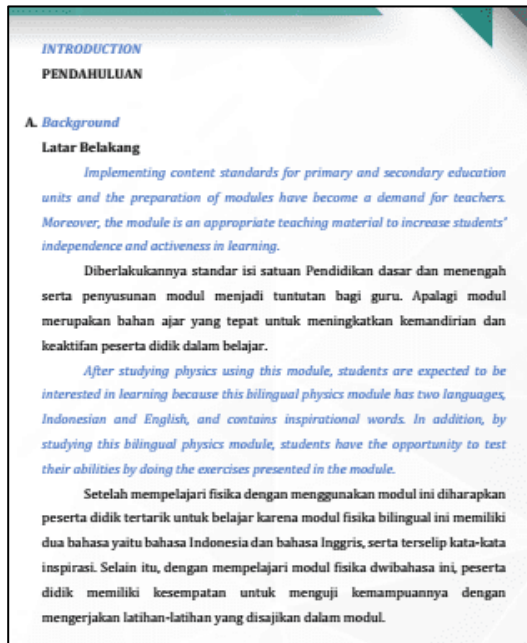 INTRODUCTION
PENDAHULUAN
A. Background
Latar Belakang
Implementing content standards for primary and secondary education
units and the preparation of modules have become a demand for teachers.
Moreover, the module is an appropriate teaching material to increase students'
independence and activeness in learning.
Diberlakukannya standar isi satuan Pendidikan dasar dan menengah
serta penyusunan modul menjadi tuntutan bagi guru. Apalagi modul
merupakan bahan ajar yang tepat untuk meningkatkan kemandirian dan
keaktifan peserta didik dalam belajar.
After studying physics using this module, students are expected to be
interested in learning because this bilingual physics module has two languages,
Indonesian and English, and contains inspirational words. In addition, by
studying this bilingual physics module, students have the opportunity to test
their abilities by doing the exercises presented in the module.
Setelah mempelajari fisika dengan menggunakan modul ini diharapkan
peserta didik tertarik untuk belajar karena modul fisika bilingual ini memiliki
dua bahasa yaitu bahasa Indonesia dan bahasa Inggris, serta terselip kata-kata
inspirasi. Selain itu, dengan mempelajari modul fisika dwibahasa ini, peserta
didik memiliki kesempatan untuk menguji kemampuannya dengan
mengerjakan latihan-latihan yang disajikan dalam modul.